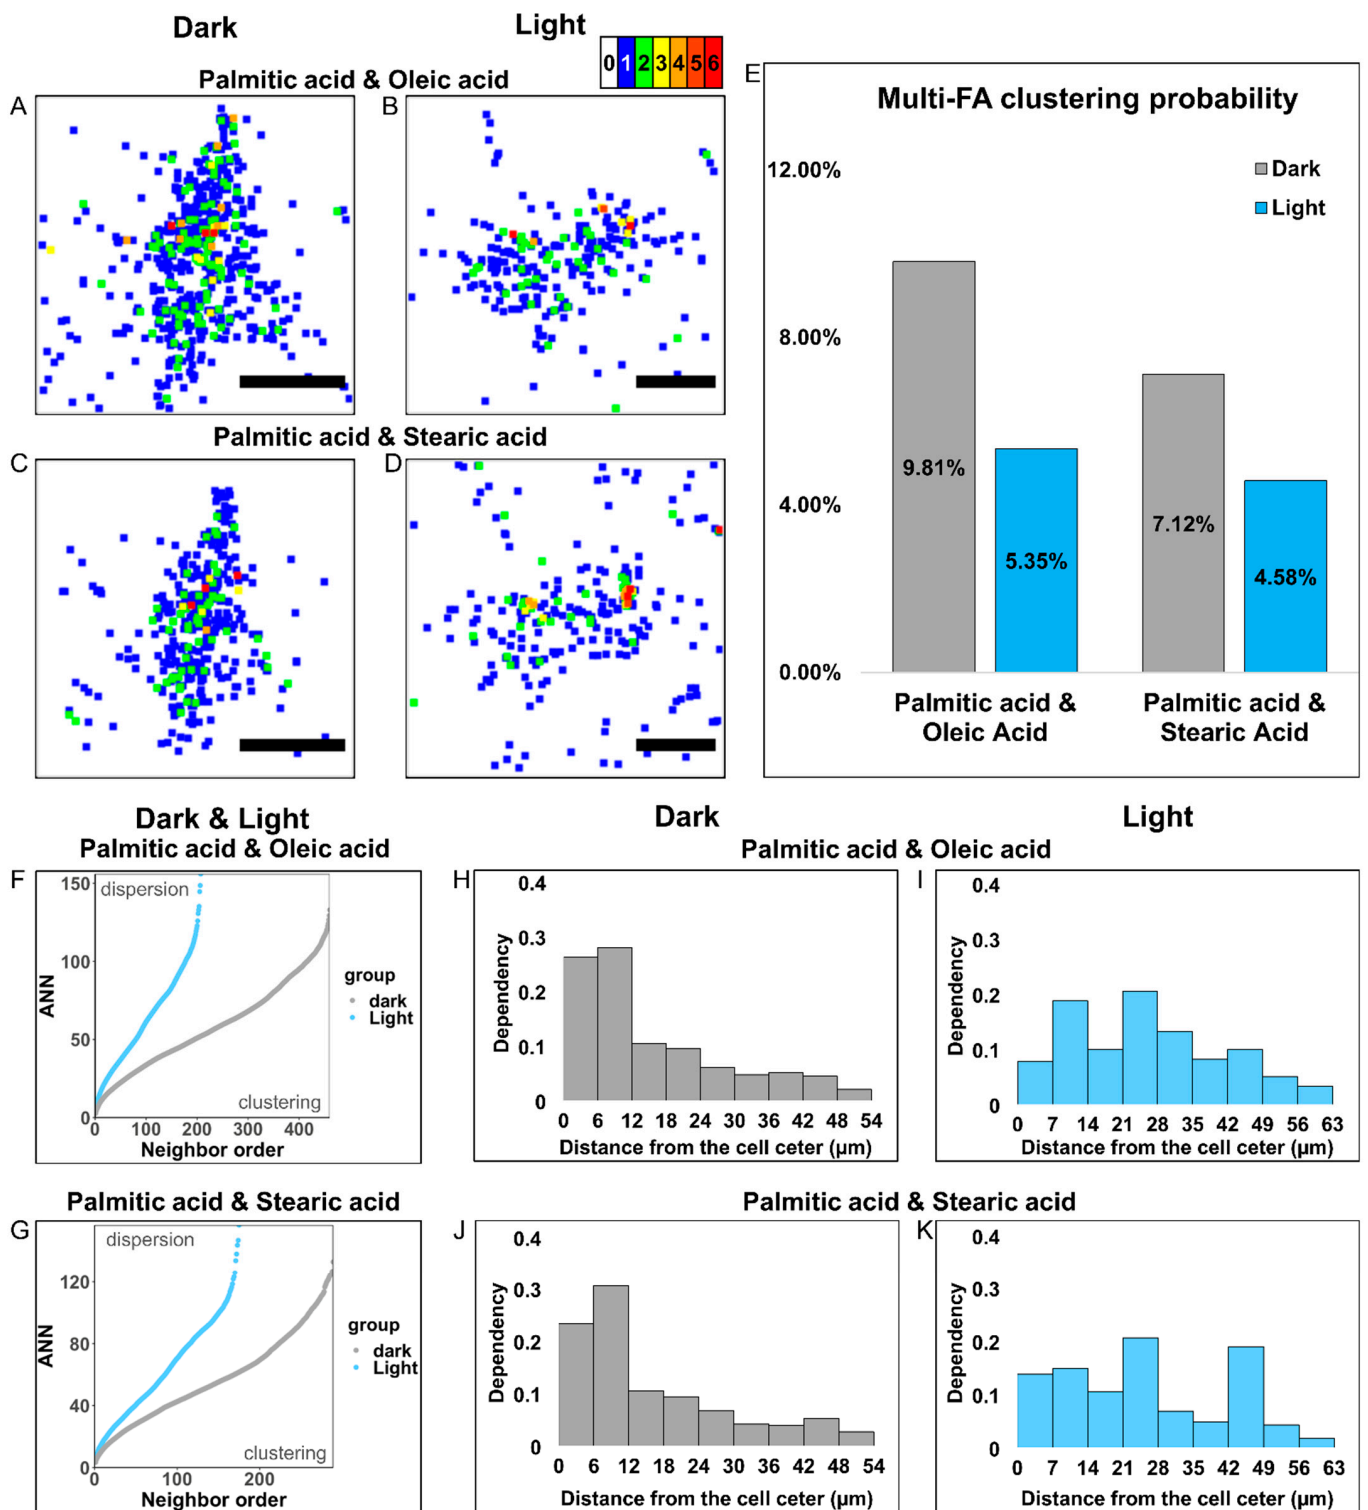 Dark
Light
0 1 2 3 4 5 6
Palmitic acid & Oleic acid
A
B
Palmitic acid & Stearic acid
C
D
E
Multi-FA clustering probability
12.00%
8.00%
4.00%
0.00%
Dark
Light
9.81%
5.35%
7.12%
4.58%
Palmitic acid &
Oleic Acid
Palmitic acid &
Stearic Acid
Dark & Light
Palmitic acid & Oleic acid
F
150
100
50
0
ANN
dispersion
clustering
0 100 200 300 400
Neighbor order
group
dark
Light
Palmitic acid & Stearic acid
G
120
80
40
0
ANN
dispersion
clustering
0 100 200
Neighbor order
group
dark
Light
Dark
Light
Palmitic acid & Oleic acid
H
0.4
0.3
0.2
0.1
0
Dependency
0 6 12 18 24 30 36 42 48 54
Distance from the cell ceter (µm)
I
0.4
0.3
0.2
0.1
0
Dependency
0 7 14 21 28 35 42 49 56 63
Distance from the cell ceter (µm)
Palmitic acid & Stearic acid
J
0.4
0.3
0.2
0.1
0
Dependency
0 6 12 18 24 30 36 42 48 54
Distance from the cell ceter (µm)
K
0.4
0.3
0.2
0.1
0
Dependency
0 7 14 21 28 35 42 49 56 63
Distance from the cell ceter (µm)